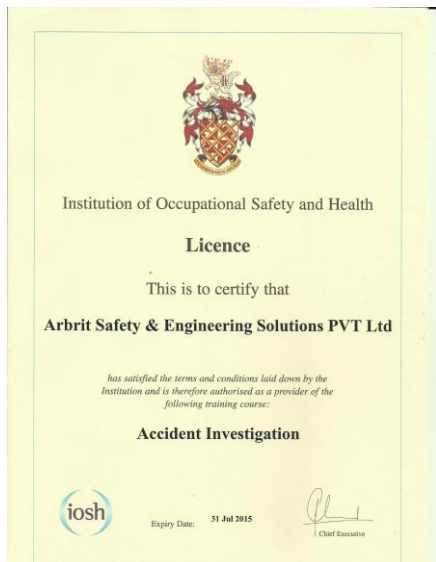 Institution of Occupational Safety and Health
Licence
This is to certify that
Arbrit Safety & Engineering Solutions PVT Ltd
has satisfied the terms and conditions laid down by the
Institution and is therefore authorised as a provider of the
following training course:
Accident Investigation
iosh
Expiry Date: 31 Jul 2015
Chief Executive